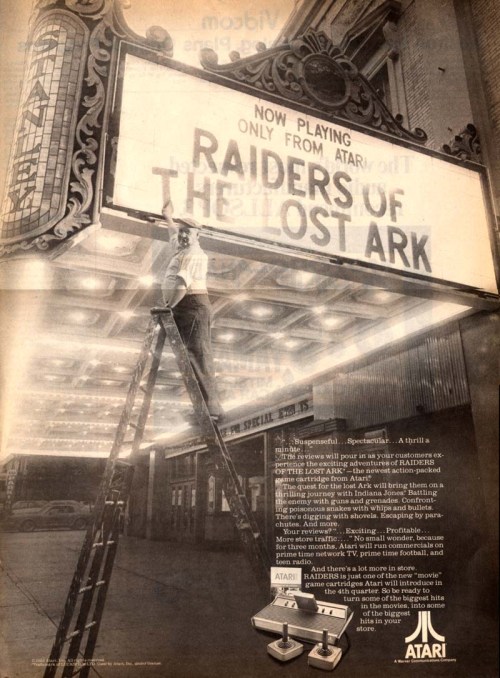 STANLEY
NOW PLAYING
ONLY FROM ATARI
RAIDERS OF
THE LOST ARK
PM SPECIAL
"...Suspenseful...Spectacular...A thrill a
minute..."
The reviews will pour in as your customers ex-
perience the exciting adventures of RAIDERS
OF THE LOST ARK™—the newest action-packed
game cartridge from Atari!
The quest for the lost Ark will bring them on a
thrilling journey with Indiana Jones! Battling
the enemy with guns and grenades. Confront-
ing poisonous snakes with whips and bullets.
There's digging with shovels. Escaping by para-
chutes. And more.
Your reviews? "...Exciting...Profitable...
More store traffic...." No small wonder, because
for three months, Atari will run commercials on
prime time network TV, prime time football, and
teen radio.
And there's a lot more in store.
RAIDERS is just one of the new "movie"
game cartridges Atari will introduce in
the 4th quarter. So be ready to
turn some of the biggest hits
in the movies, into some
of the biggest
hits in your
store.
ATARI
ATARI
A Warner Communications Company